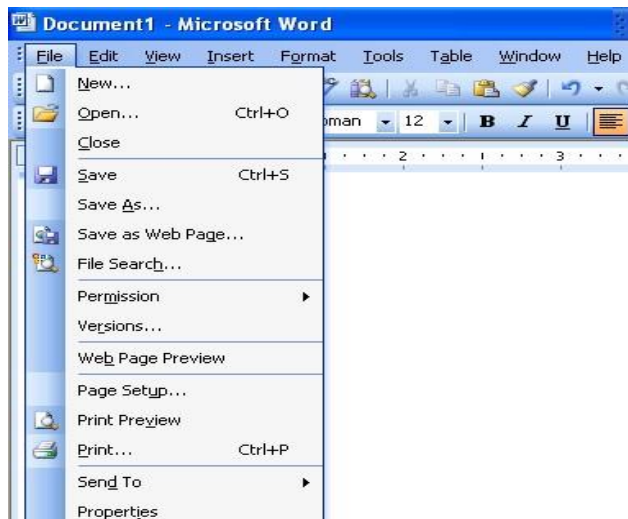 Document1 - Microsoft Word
File Edit View Insert Format Tools Table Window Help
New...
Open... Ctrl+O
12 B I U
Close
2 3
Save Ctrl+S
Save As...
Save as Web Page...
File Search...
Permission
Versions...
Web Page Preview
Page Setup...
Print Preview
Print... Ctrl+P
Send To
Properties